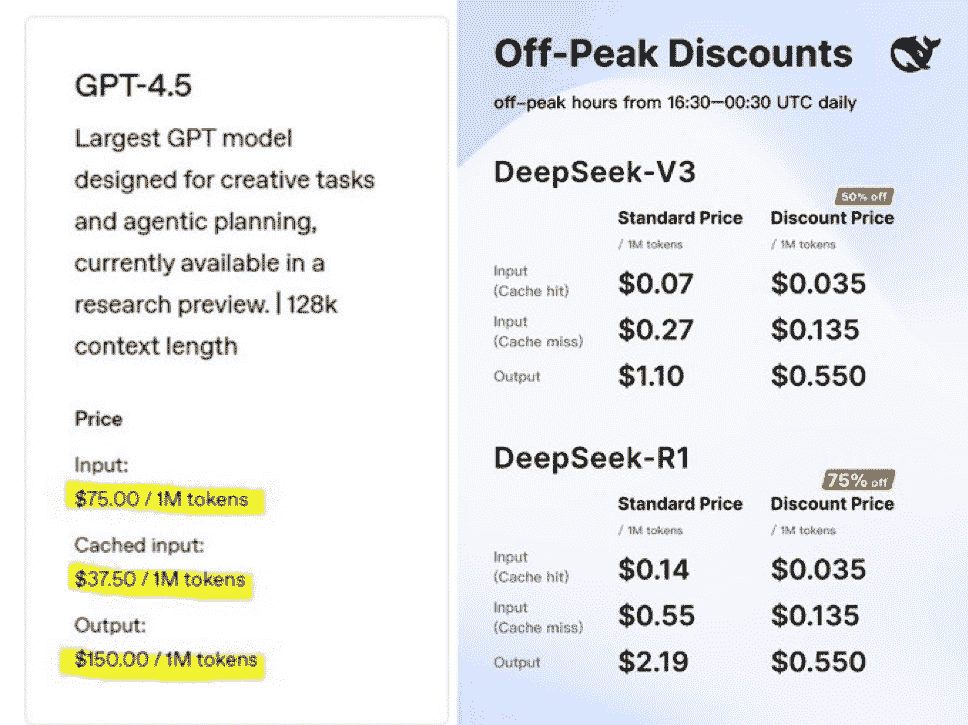 GPT-4.5
Largest GPT model
designed for creative tasks
and agentic planning,
currently available in a
research preview. | 128k
context length
Price
Input:
$75.00 / 1M tokens
Cached input:
$37.50 / 1M tokens
Output:
$150.00 / 1M tokens
Off-Peak Discounts
off-peak hours from 16:30—00:30 UTC daily
DeepSeek-V3
50% off
Standard Price Discount Price
/ 1M tokens / 1M tokens
Input
(Cache hit) $0.07 $0.035
Input
(Cache miss) $0.27 $0.135
Output $1.10 $0.550
DeepSeek-R1
75% off
Standard Price Discount Price
/ 1M tokens / 1M tokens
Input
(Cache hit) $0.14 $0.035
Input
(Cache miss) $0.55 $0.135
Output $2.19 $0.550